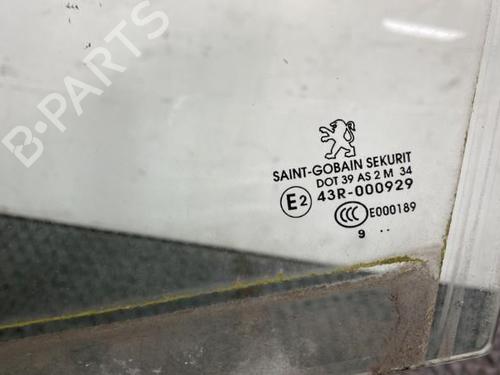 B-PARTS
SAINT-GOBAIN SEKURIT
DOT 39 AS 2 M 34
E2 43R-000929
CCC E000189
9 ..